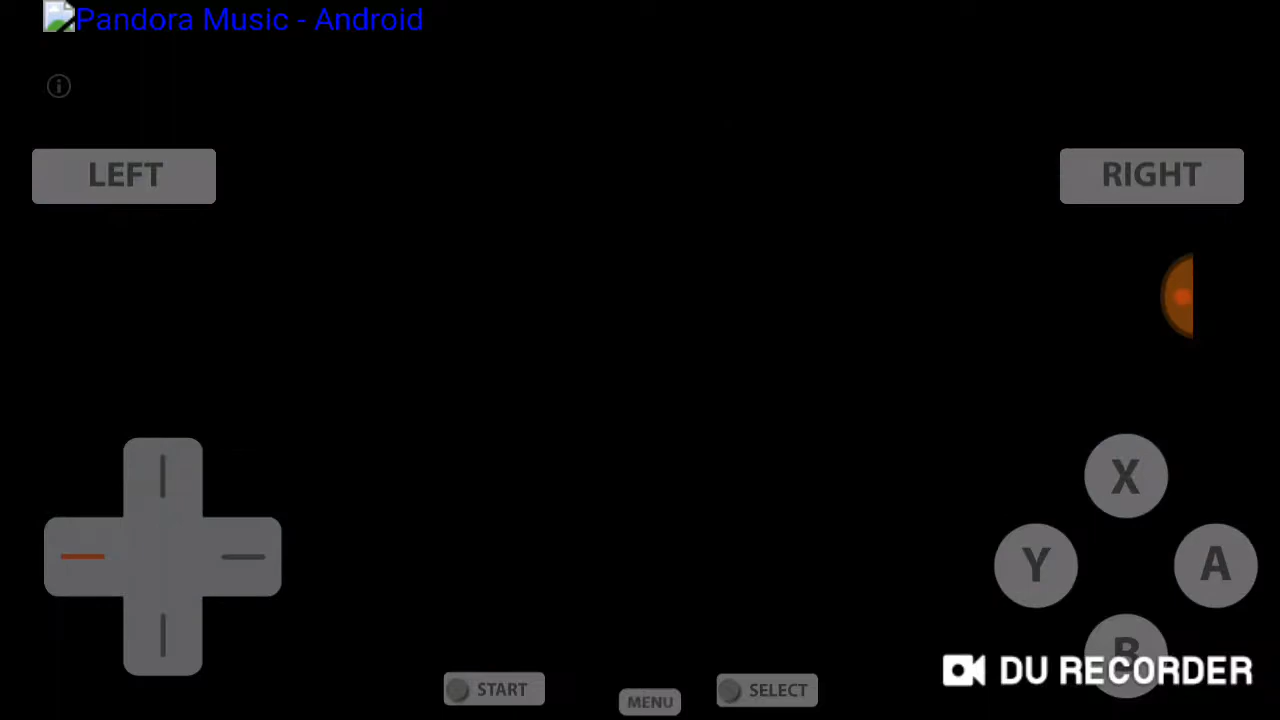 Pandora Music - Android
LEFT
RIGHT
X
Y
A
B
DU RECORDER
START
SELECT
MENU